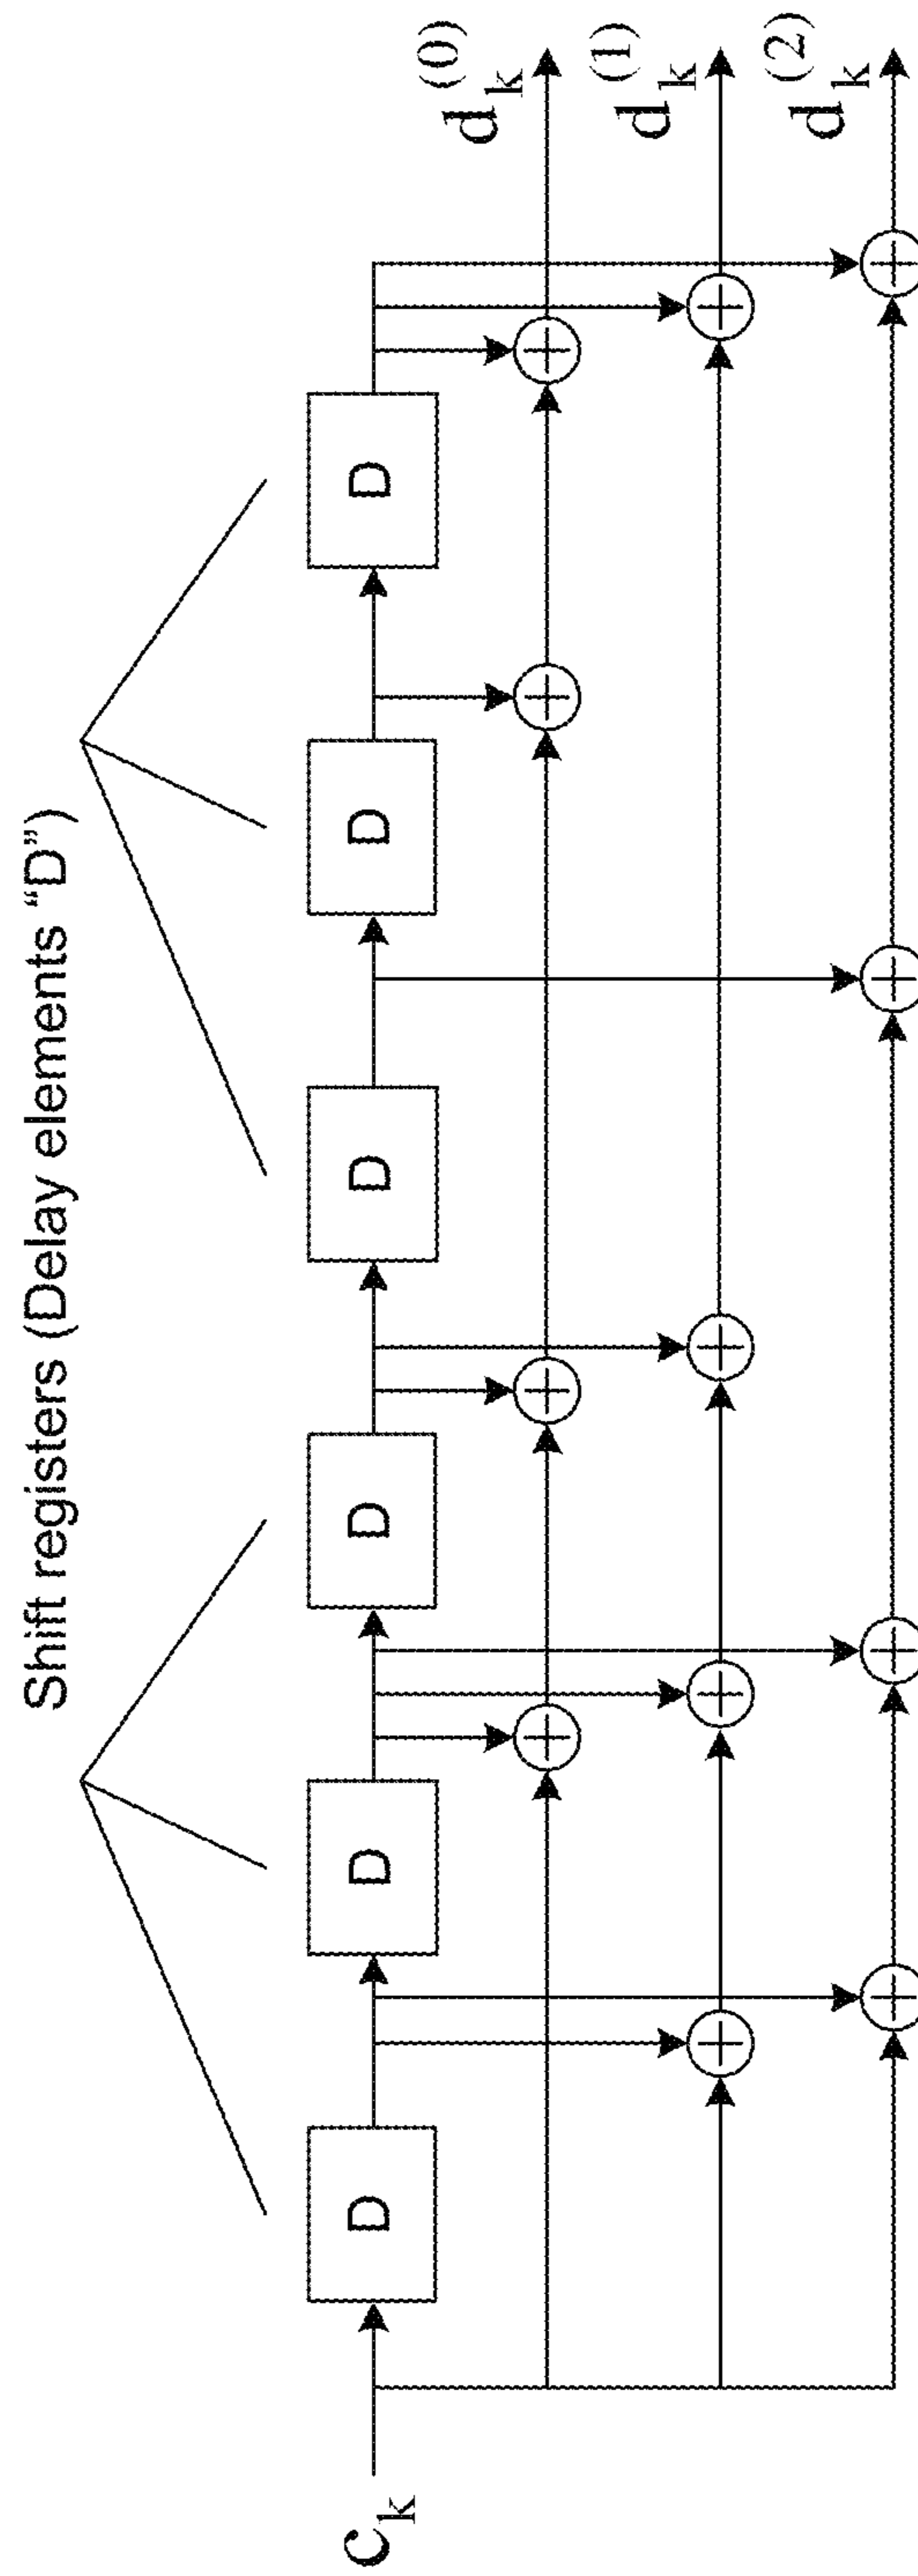 Shift registers (Delay elements “D”)
c_k
D
D
D
D
D
D
d_k^(0)
d_k^(1)
d_k^(2)